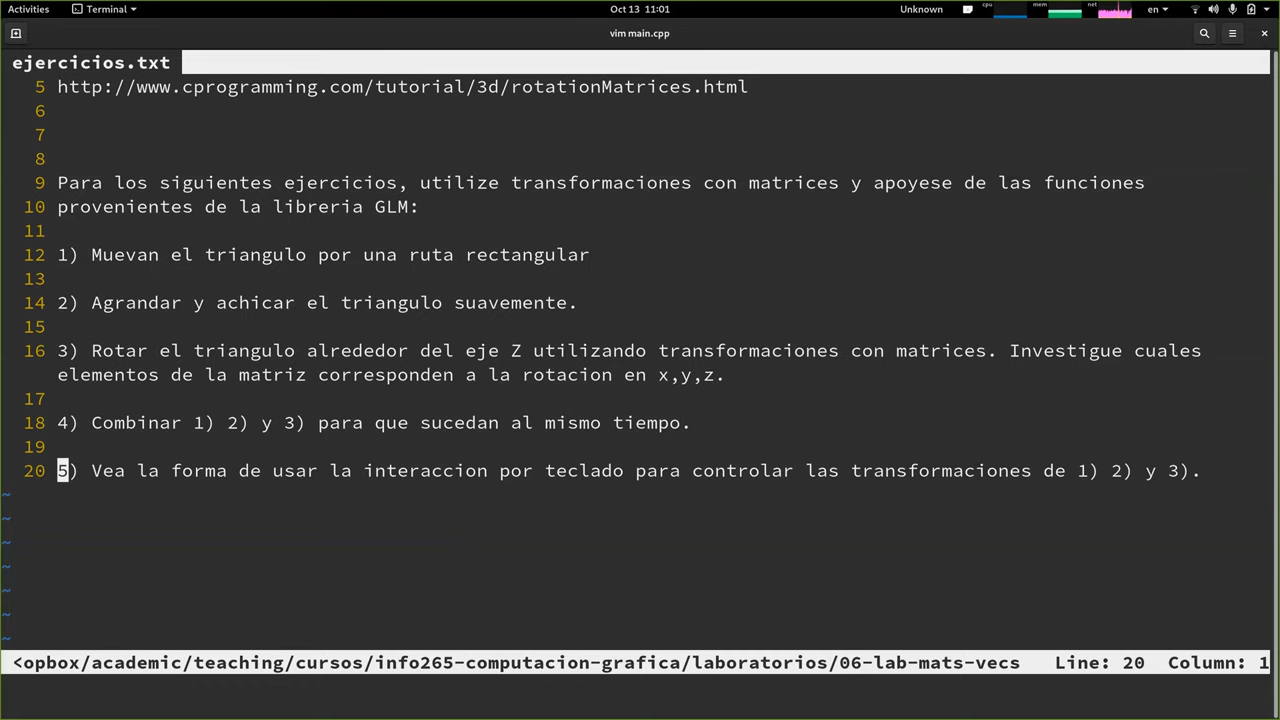 Activities Terminal Oct 13 11:01 Unknown cpu mem net en
vim main.cpp
ejercicios.txt
5 http://www.cprogramming.com/tutorial/3d/rotationMatrices.html
6
7
8
9 Para los siguientes ejercicios, utilize transformaciones con matrices y apoyese de las funciones
10 provenientes de la libreria GLM:
11
12 1) Muevan el triangulo por una ruta rectangular
13
14 2) Agrandar y achicar el triangulo suavemente.
15
16 3) Rotar el triangulo alrededor del eje Z utilizando transformaciones con matrices. Investigue cuales
elementos de la matriz corresponden a la rotacion en x,y,z.
17
18 4) Combinar 1) 2) y 3) para que sucedan al mismo tiempo.
19
20 5) Vea la forma de usar la interaccion por teclado para controlar las transformaciones de 1) 2) y 3).
~
~
~
~
~
~
~
<opbox/academic/teaching/cursos/info265-computacion-grafica/laboratorios/06-lab-mats-vecs Line: 20 Column: 1